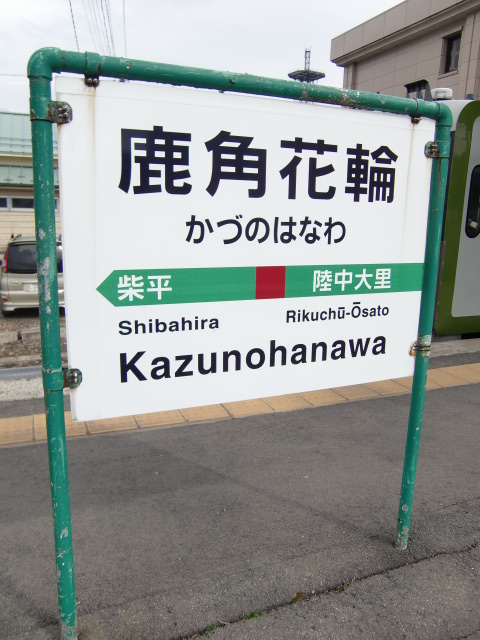 鹿角花輪
かづのはなわ
柴平 陸中大里
Shibahira Rikuchū-Ōsato
Kazunohanawa